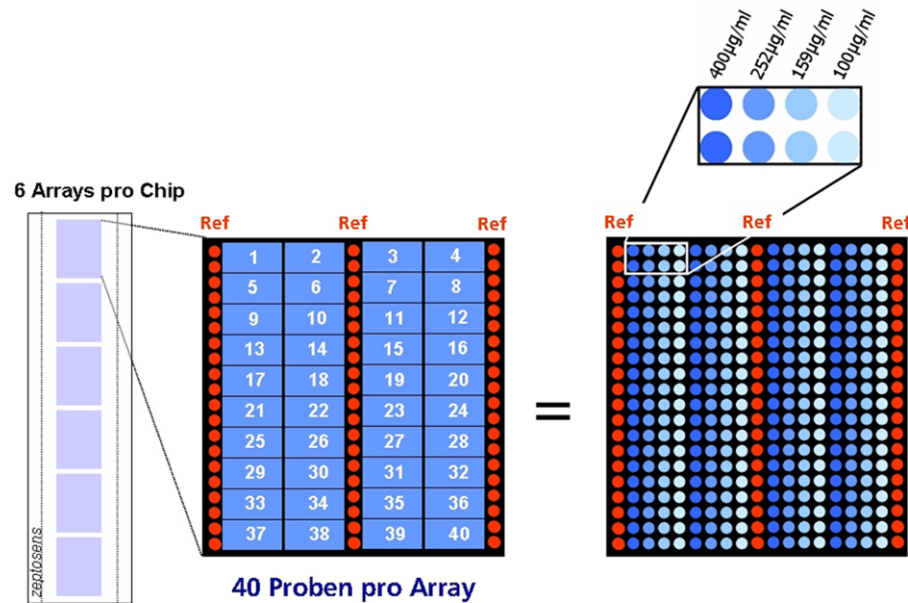 400µg/ml 252µg/ml 159µg/ml 100µg/ml
6 Arrays pro Chip
Ref Ref Ref
Ref Ref Ref
1 2 3 4
5 6 7 8
9 10 11 12
13 14 15 16
17 18 19 20
21 22 23 24
25 26 27 28
29 30 31 32
33 34 35 36
37 38 39 40
=
zeptosens
40 Proben pro Array